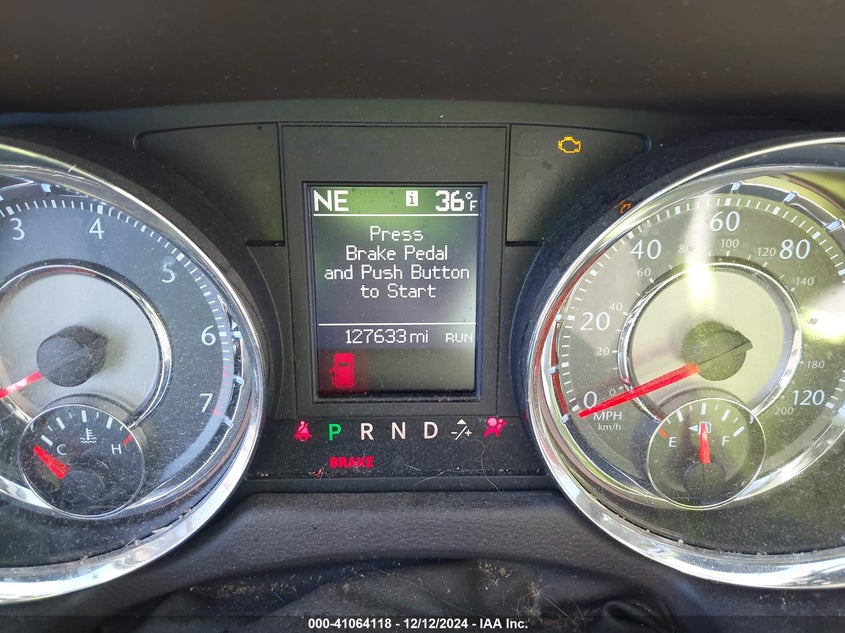 NE i 36°F
Press
Brake Pedal
and Push Button
to Start
127633 mi RUN
3 4 5 6 7
C H
P R N D
BRAKE
0 20 40 60 80 120
0 20 40 60 80 100 120 140 180 200
MPH
km/h
E F
000-41064118 - 12/12/2024 - IAA Inc.